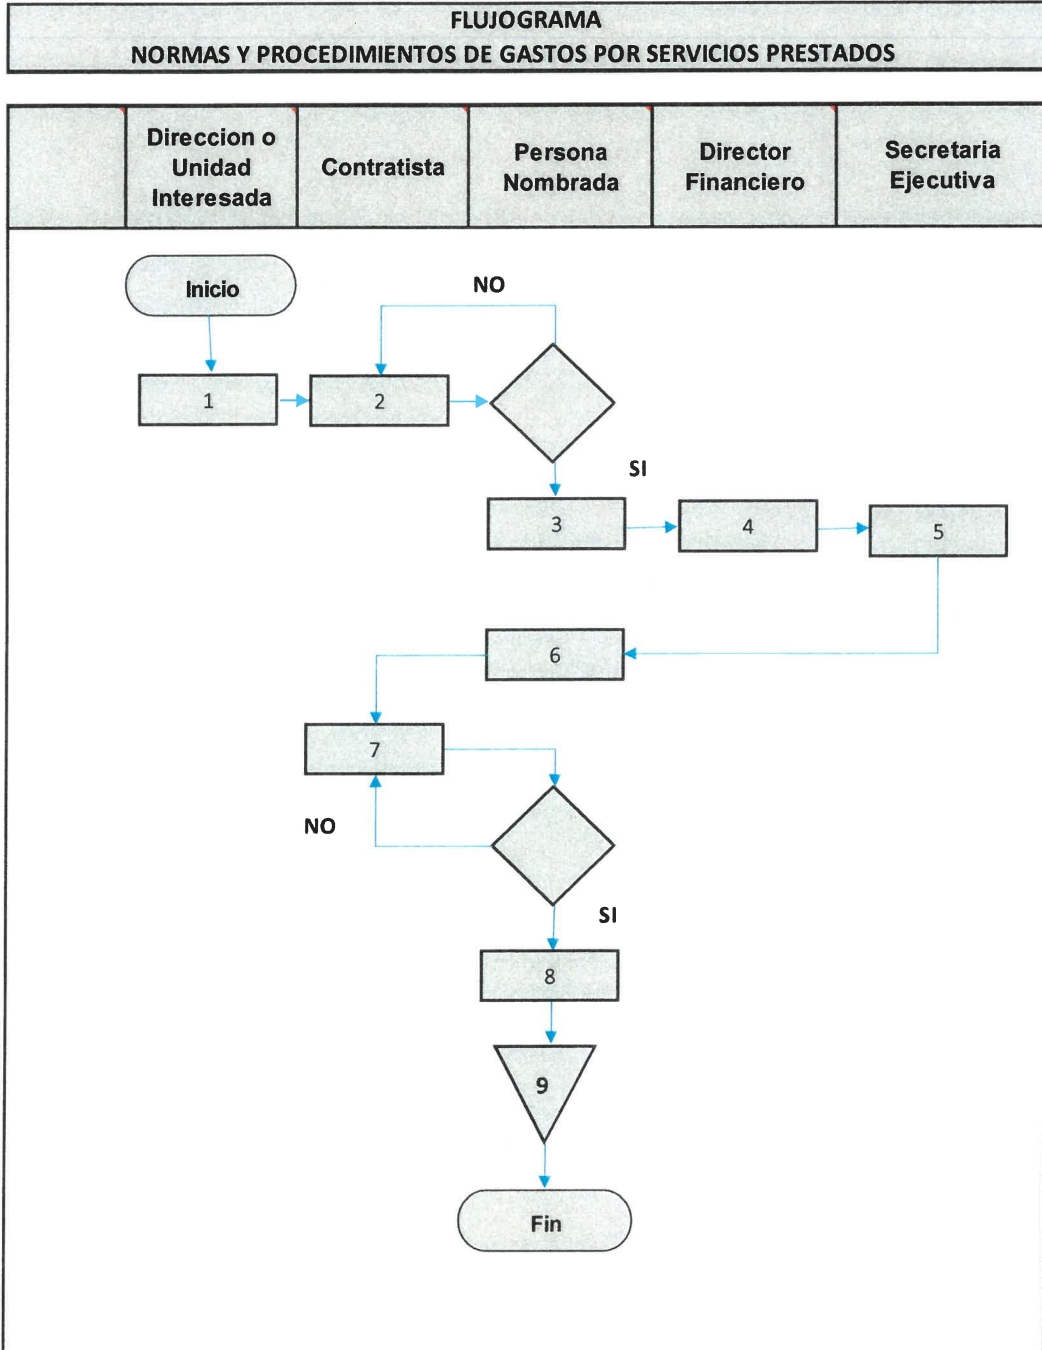 FLUJOGRAMA
NORMAS Y PROCEDIMIENTOS DE GASTOS POR SERVICIOS PRESTADOS
Direccion o
Unidad
Interesada
Contratista
Persona
Nombrada
Director
Financiero
Secretaria
Ejecutiva
Inicio
NO
1
2
SI
3
4
5
6
7
NO
SI
8
9
Fin